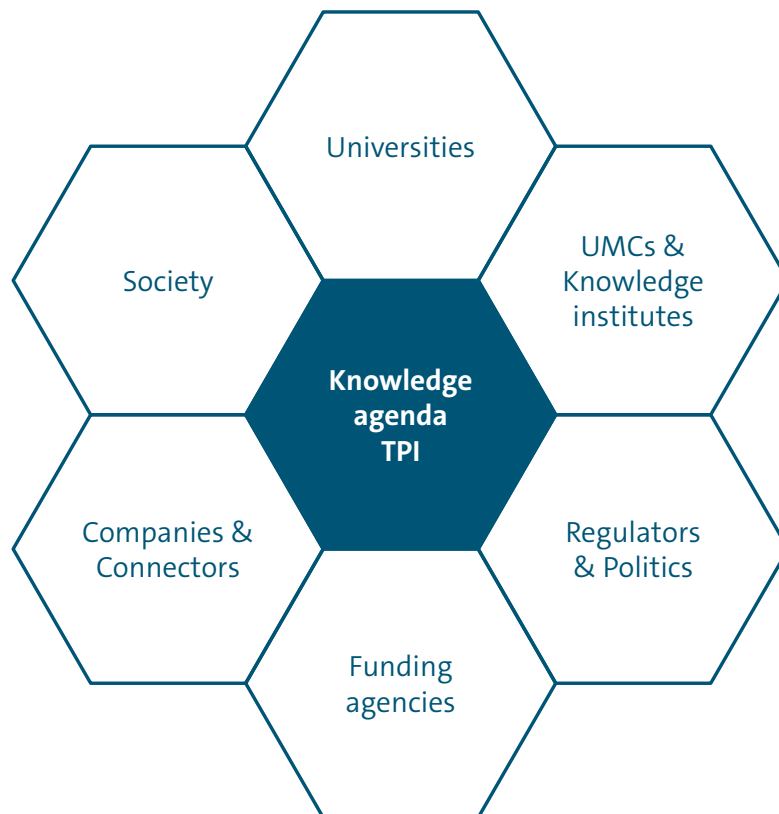 Universities
UMCs &
Knowledge
institutes
Society
Knowledge
agenda
TPI
Companies &
Connectors
Regulators
& Politics
Funding
agencies